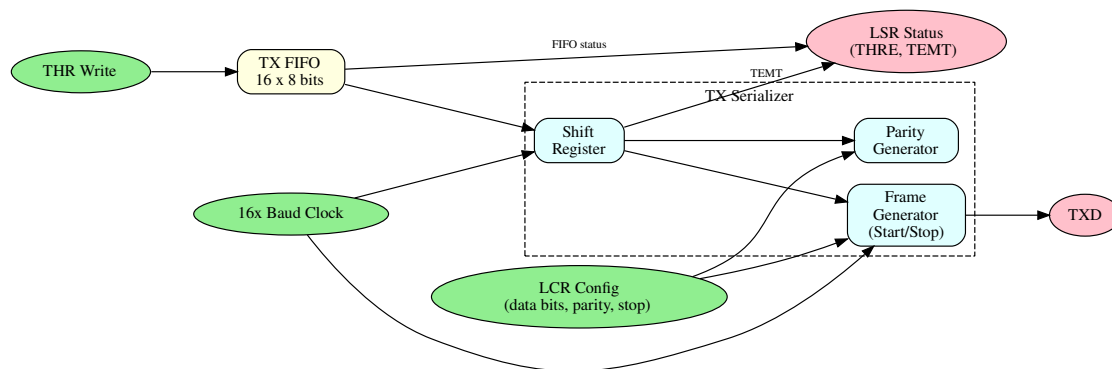 THR Write
TX FIFO
16 x 8 bits
FIFO status
LSR Status
(THRE, TEMT)
TEMT
TX Serializer
Shift
Register
Parity
Generator
16x Baud Clock
Frame
Generator
(Start/Stop)
TXD
LCR Config
(data bits, parity, stop)